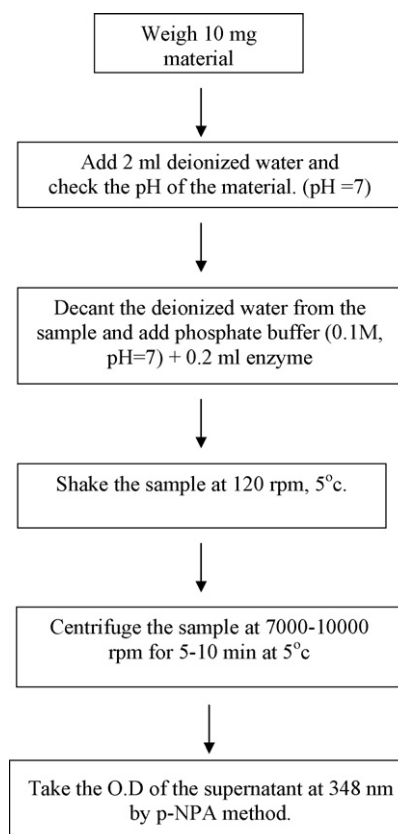 Weigh 10 mg
material
Add 2 ml deionized water and
check the pH of the material. (pH =7)
Decant the deionized water from the
sample and add phosphate buffer (0.1M,
pH=7) + 0.2 ml enzyme
Shake the sample at 120 rpm, 5°c.
Centrifuge the sample at 7000-10000
rpm for 5-10 min at 5°c
Take the O.D of the supernatant at 348 nm
by p-NPA method.